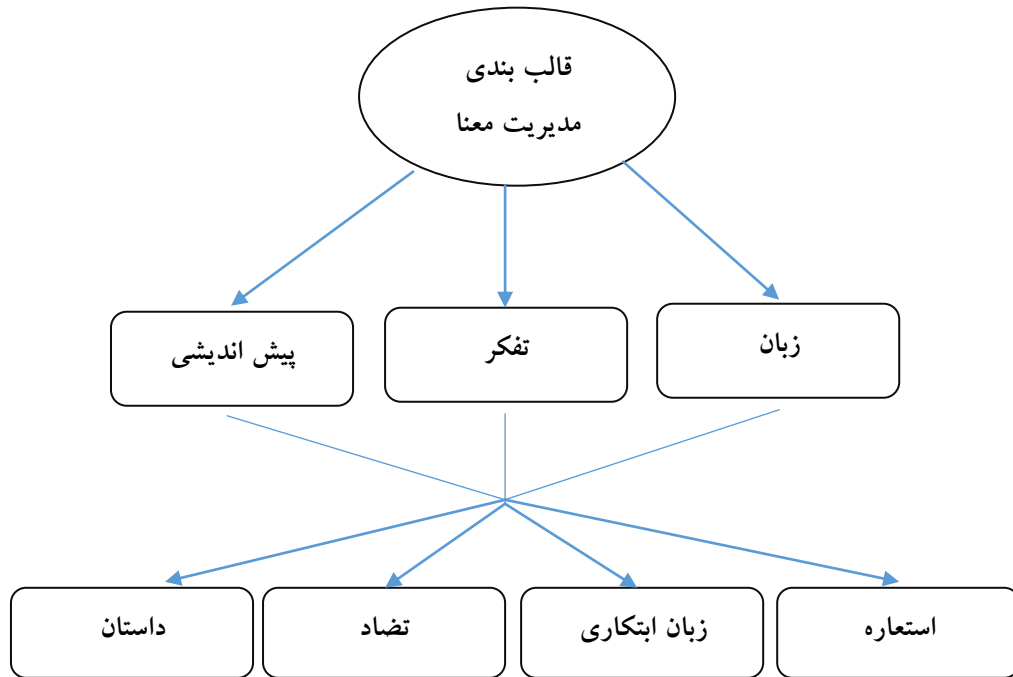 قالب بندی
مدیریت معنا
زبان
تفکر
پیش اندیشی
استعاره
زبان ابتکاری
تضاد
داستان